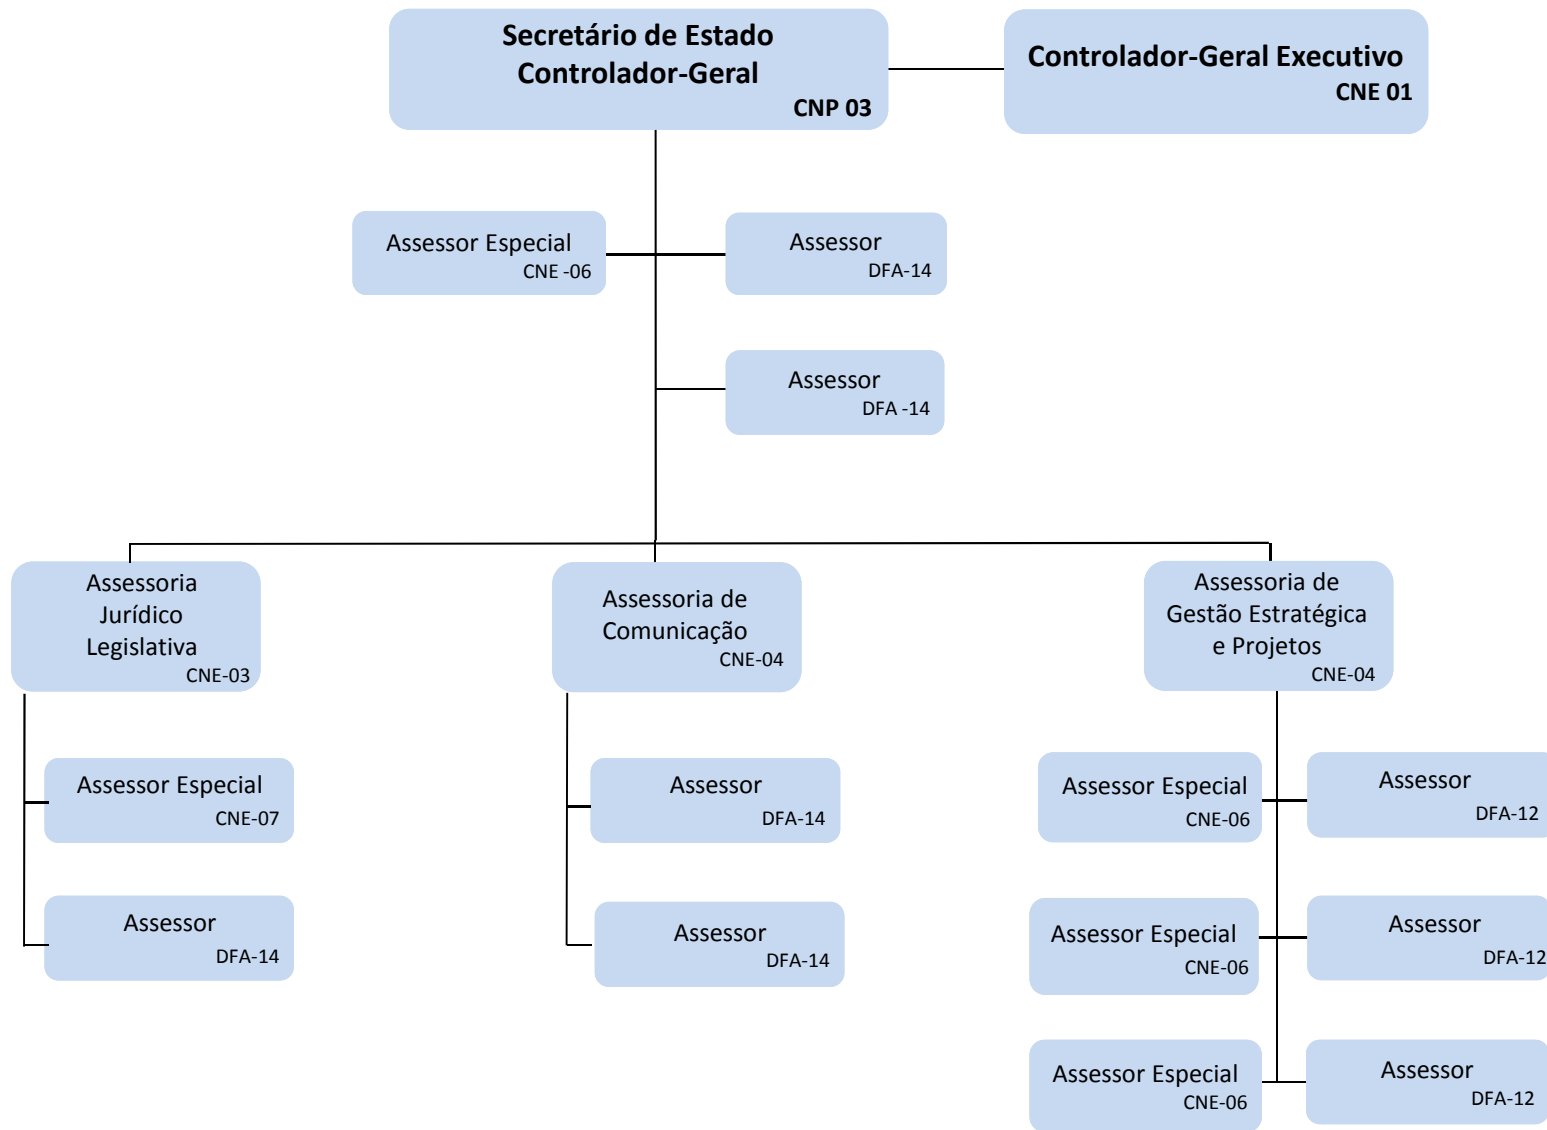 Secretário de Estado
Controlador-Geral
CNP 03
Controlador-Geral Executivo
CNE 01
Assessor Especial
CNE -06
Assessor
DFA-14
Assessor
DFA -14
Assessoria
Jurídico
Legislativa
CNE-03
Assessoria de
Comunicação
CNE-04
Assessoria de
Gestão Estratégica
e Projetos
CNE-04
Assessor Especial
CNE-07
Assessor
DFA-14
Assessor
DFA-14
Assessor
DFA-14
Assessor Especial
CNE-06
Assessor
DFA-12
Assessor Especial
CNE-06
Assessor
DFA-12
Assessor Especial
CNE-06
Assessor
DFA-12